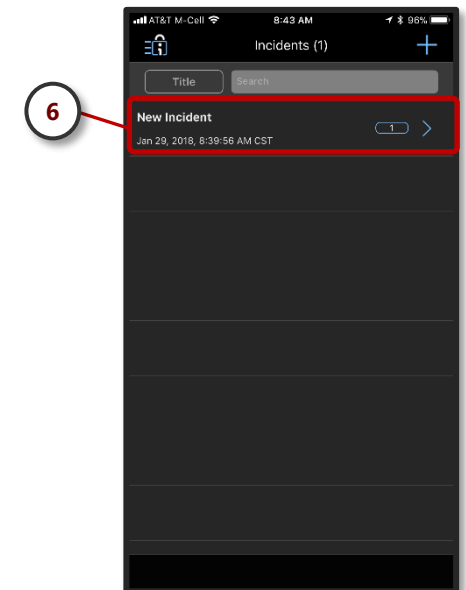 AT&T M-Cell 8:43 AM 96%
Incidents (1)
Title Search
6
New Incident
1
Jan 29, 2018, 8:39:56 AM CST